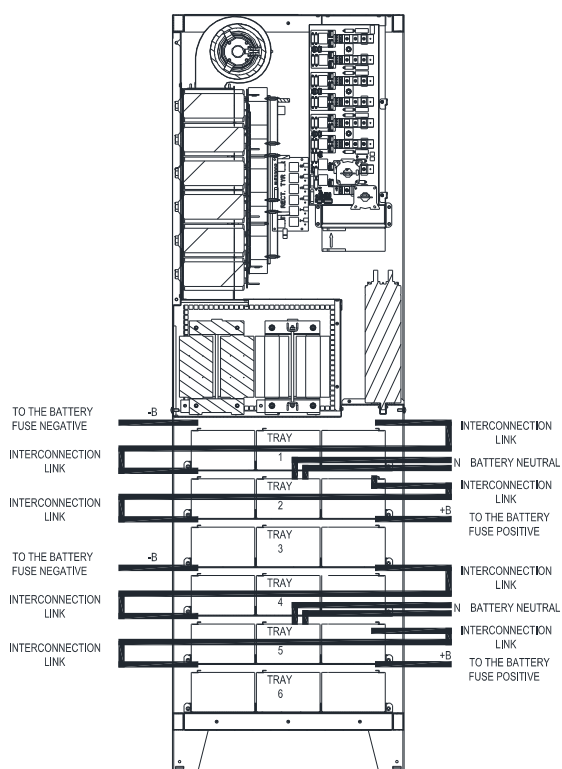 RECT. TYR
TO THE BATTERY
FUSE NEGATIVE
-B
INTERCONNECTION
LINK
INTERCONNECTION
LINK
TRAY
1
N BATTERY NEUTRAL
INTERCONNECTION
LINK
TRAY
2
INTERCONNECTION
LINK
+B
TO THE BATTERY
FUSE POSITIVE
TRAY
3
TO THE BATTERY
FUSE NEGATIVE
-B
INTERCONNECTION
LINK
INTERCONNECTION
LINK
TRAY
4
N BATTERY NEUTRAL
INTERCONNECTION
LINK
TRAY
5
INTERCONNECTION
LINK
+B
TO THE BATTERY
FUSE POSITIVE
TRAY
6